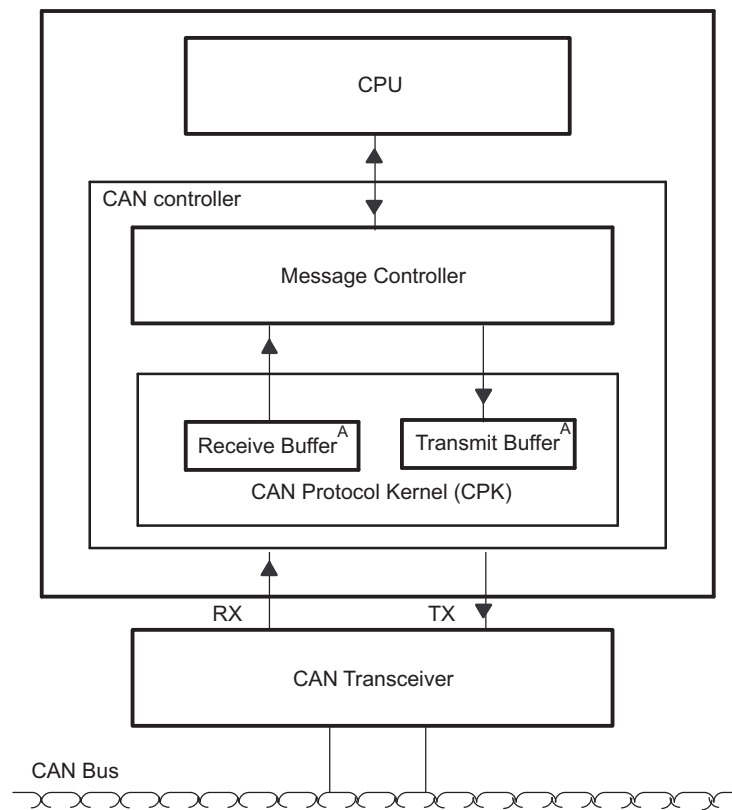 CPU
CAN controller
Message Controller
Receive Buffer A
Transmit Buffer A
CAN Protocol Kernel (CPK)
RX
TX
CAN Transceiver
CAN Bus